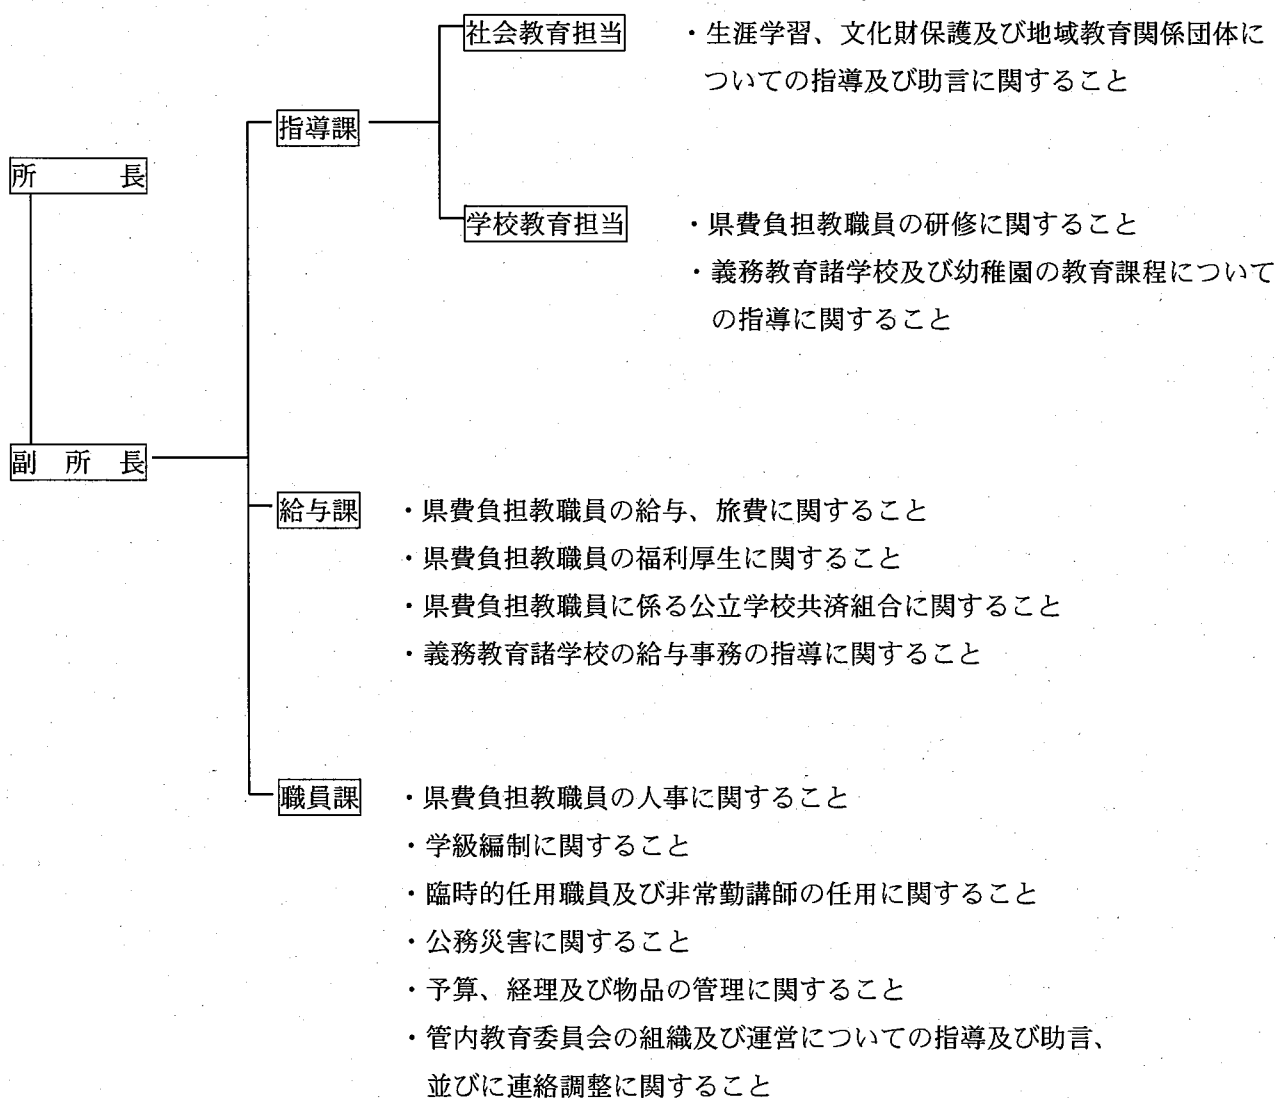 社会教育担当　・生涯学習、文化財保護及び地域教育関係団体に
ついての指導及び助言に関すること
指導課
所　長
学校教育担当　・県費負担教職員の研修に関すること
・義務教育諸学校及び幼稚園の教育課程について
の指導に関すること
副所長
給与課　・県費負担教職員の給与、旅費に関すること
・県費負担教職員の福利厚生に関すること
・県費負担教職員に係る公立学校共済組合に関すること
・義務教育諸学校の給与事務の指導に関すること
職員課　・県費負担教職員の人事に関すること
・学級編制に関すること
・臨時的任用職員及び非常勤講師の任用に関すること
・公務災害に関すること
・予算、経理及び物品の管理に関すること
・管内教育委員会の組織及び運営についての指導及び助言、
並びに連絡調整に関すること